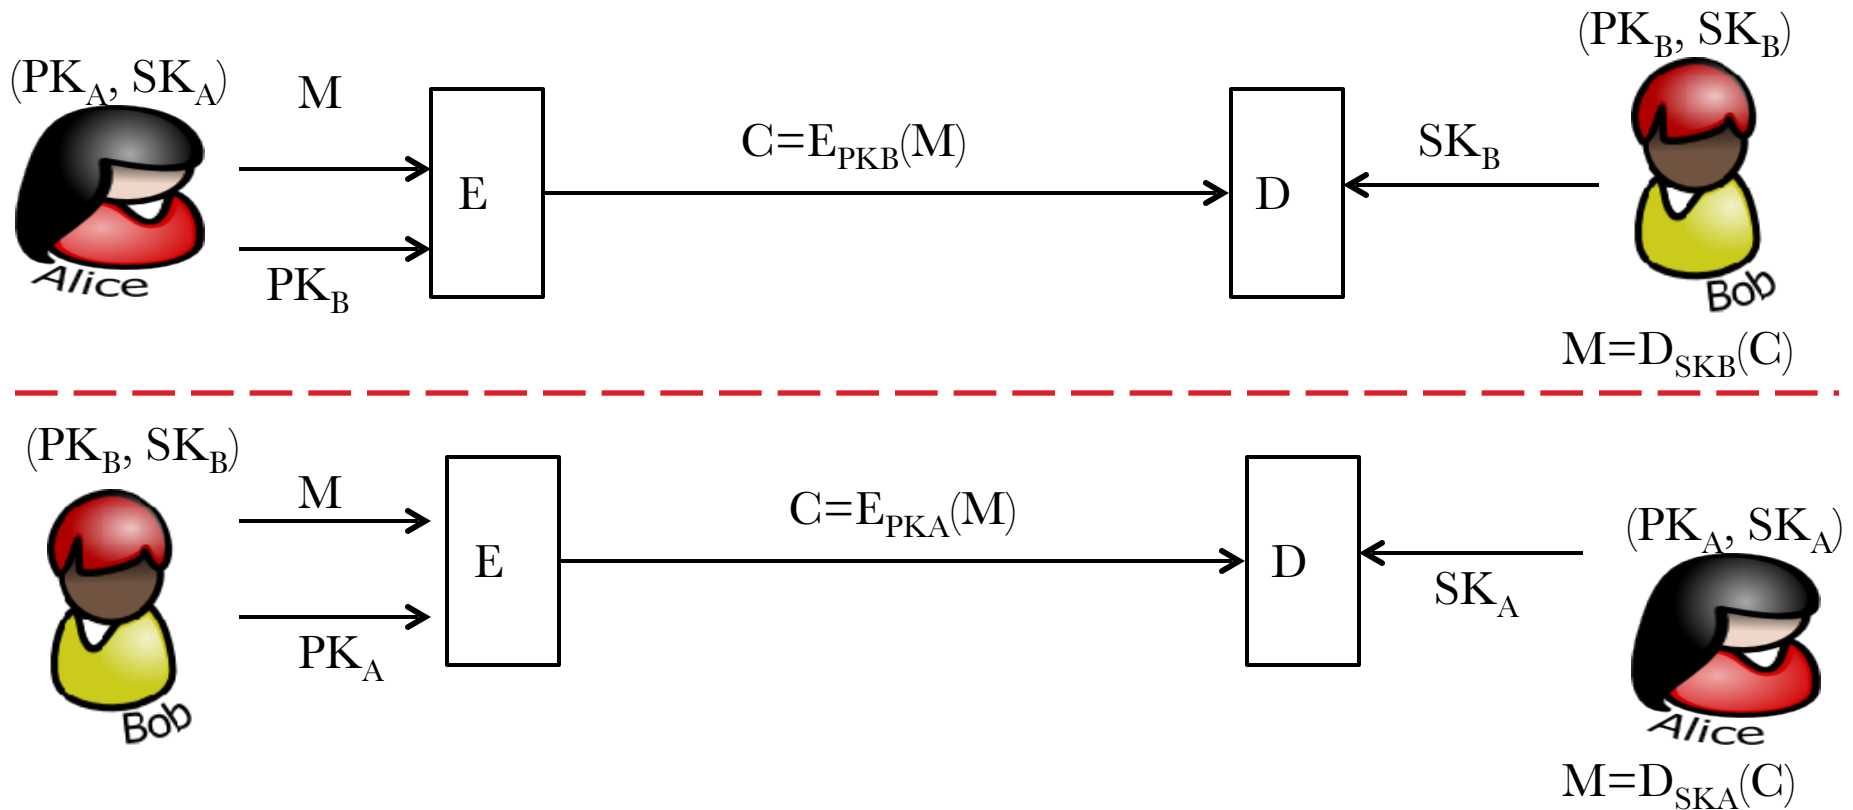 (PK_A, SK_A)
M
E
PK_B
Alice
C=E_PKB(M)
D
SK_B
(PK_B, SK_B)
Bob
M=D_SKB(C)
(PK_B, SK_B)
M
E
PK_A
Bob
C=E_PKA(M)
D
SK_A
(PK_A, SK_A)
Alice
M=D_SKA(C)